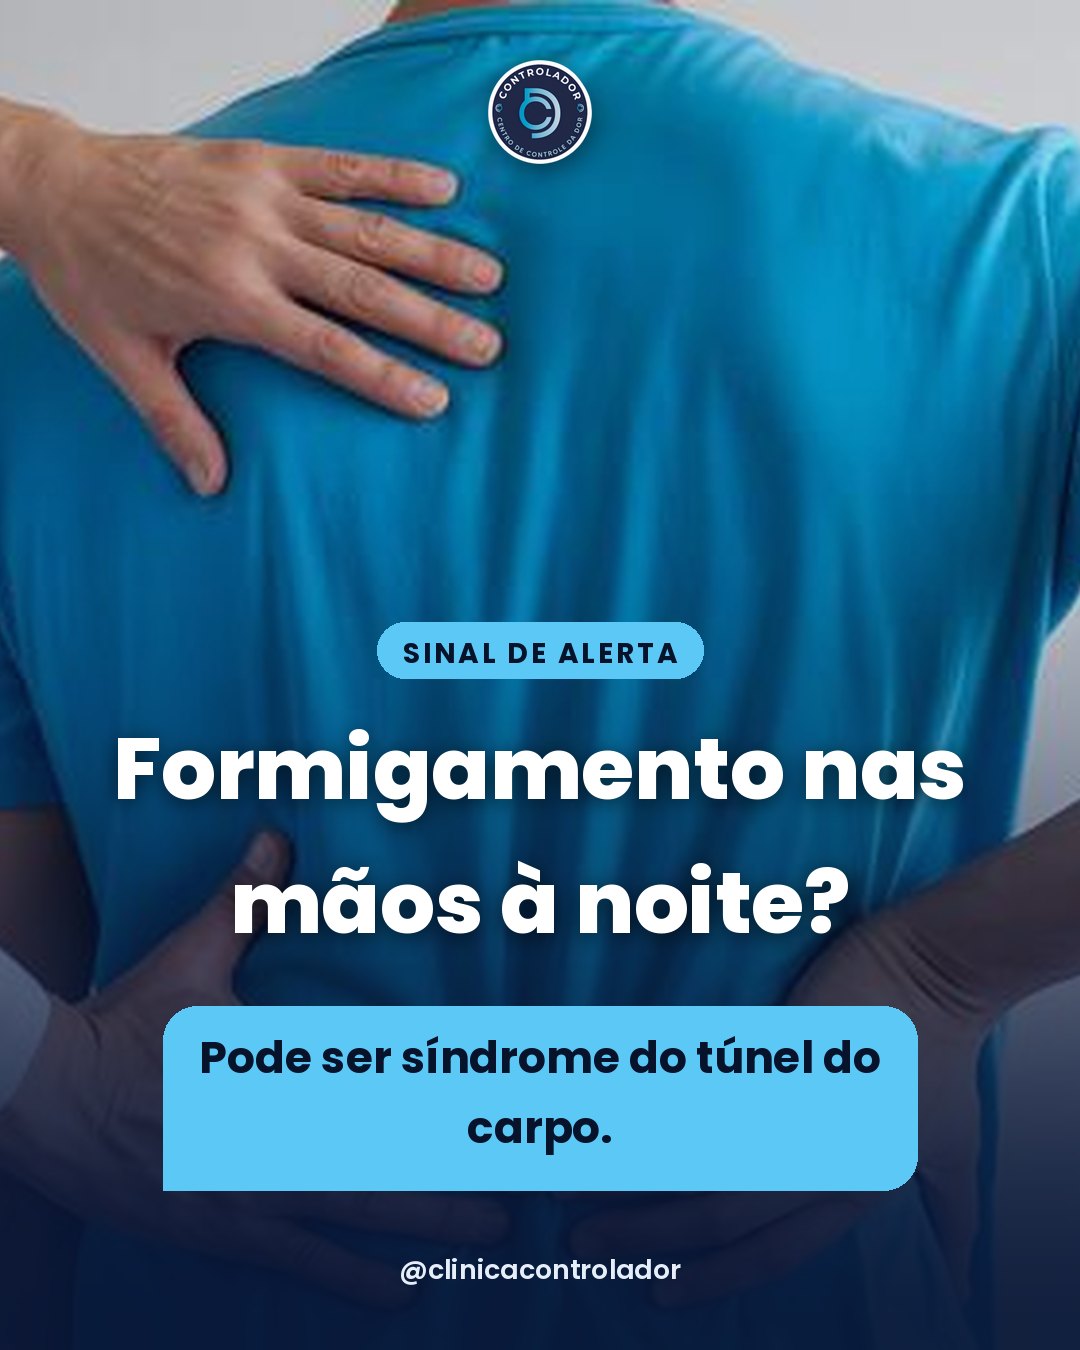 CONTROLADOR
CENTRO DE CONTROLE DA DOR
SINAL DE ALERTA
Formigamento nas
mãos à noite?
Pode ser síndrome do túnel do
carpo.
@clinicacontrolador